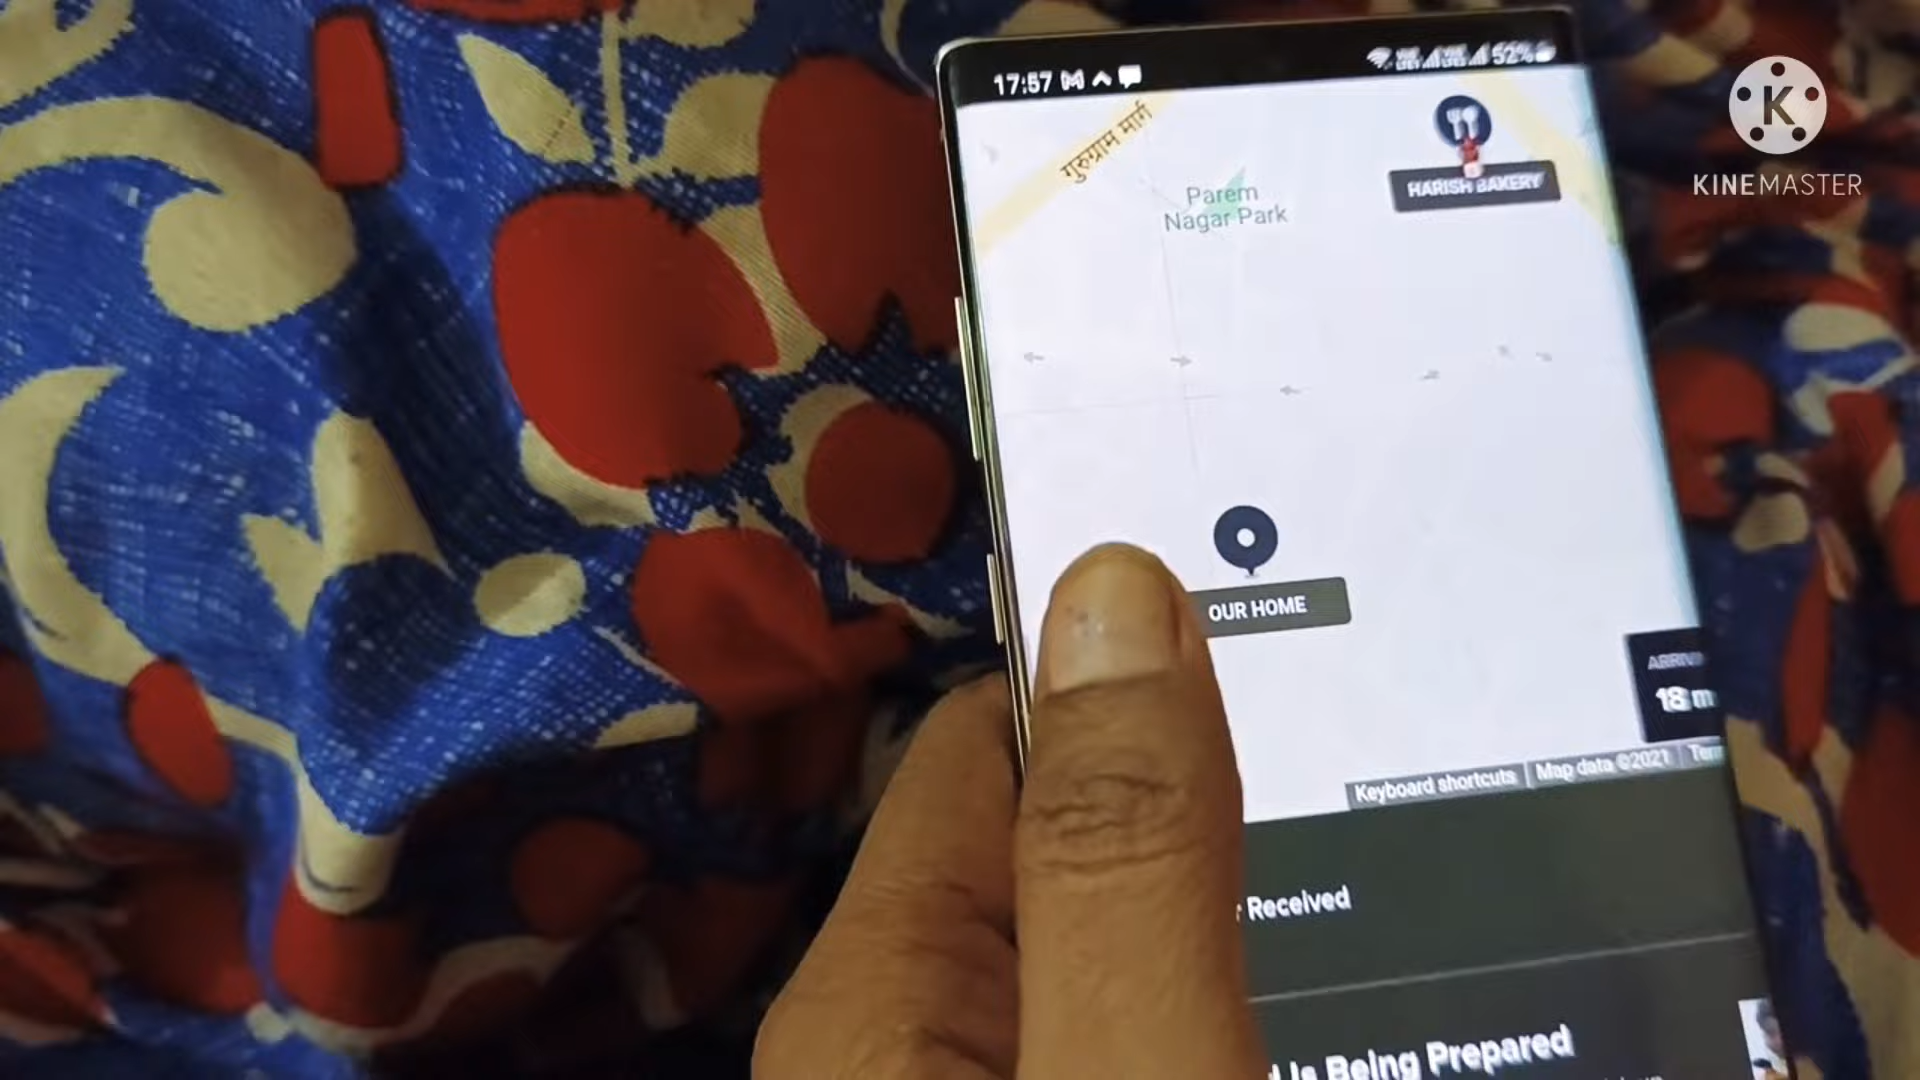 17:57
52%
गुरुग्राम मार्ग
Parem
Nagar Park
HARISH BAKERY
OUR HOME
18 m
Keyboard shortcuts
Map data ©2021
Received
Is Being Prepared
K
KINEMASTER